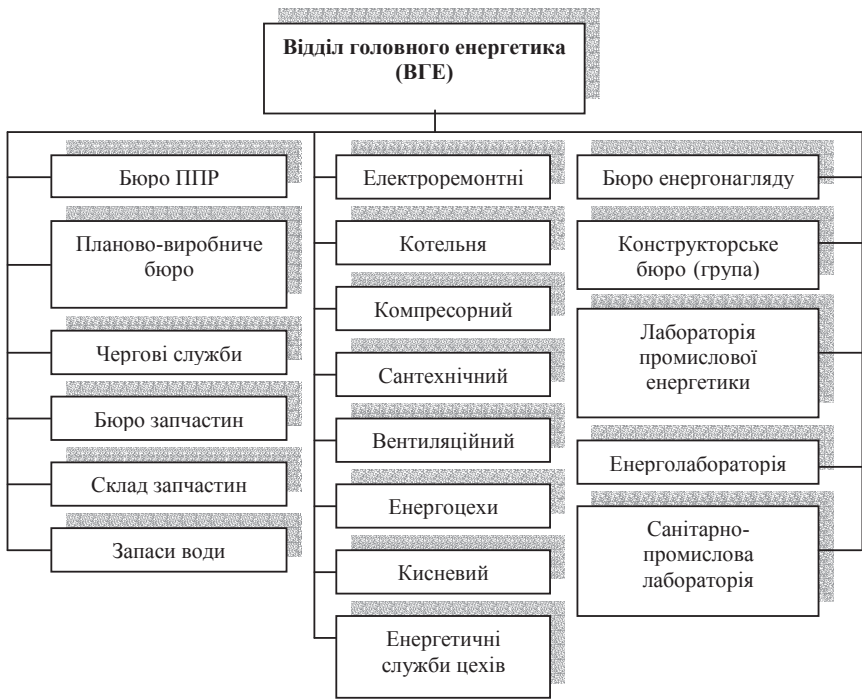 Відділ головного енергетика
(ВГЕ)
Бюро ППР
Планово-виробниче
бюро
Чергові служби
Бюро запчастин
Склад запчастин
Запаси води
Електроремонтні
Котельня
Компресорний
Сантехнічний
Вентиляційний
Енергоцехи
Кисневий
Енергетичні
служби цехів
Бюро енергонагляду
Конструкторське
бюро (група)
Лабораторія
промислової
енергетики
Енерголабораторія
Санітарно-
промислова
лабораторія